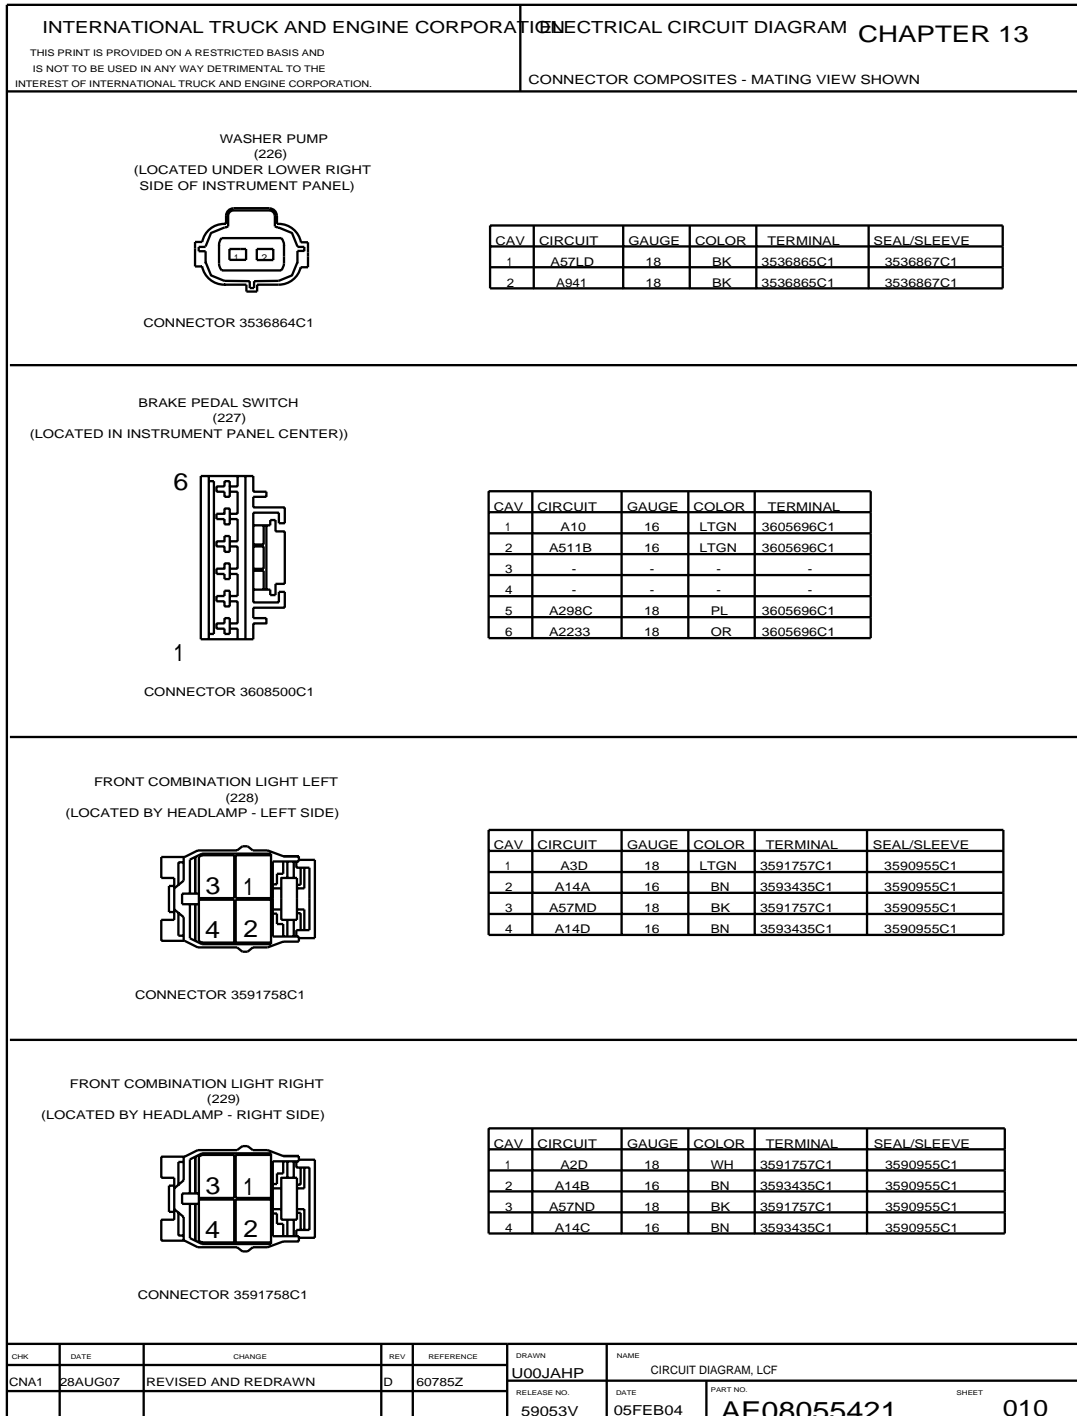 INTERNATIONAL TRUCK AND ENGINE CORPORATION
THIS PRINT IS PROVIDED ON A RESTRICTED BASIS AND
IS NOT TO BE USED IN ANY WAY DETRIMENTAL TO THE
INTEREST OF INTERNATIONAL TRUCK AND ENGINE CORPORATION.
ELECTRICAL CIRCUIT DIAGRAM CHAPTER 13
CONNECTOR COMPOSITES - MATING VIEW SHOWN
WASHER PUMP
(226)
(LOCATED UNDER LOWER RIGHT
SIDE OF INSTRUMENT PANEL)
1 2
CONNECTOR 3536864C1
CAV CIRCUIT GAUGE COLOR TERMINAL SEAL/SLEEVE
1 A57LD 18 BK 3536865C1 3536867C1
2 A941 18 BK 3536865C1 3536867C1
BRAKE PEDAL SWITCH
(227)
(LOCATED IN INSTRUMENT PANEL CENTER))
6
1
CONNECTOR 3608500C1
CAV CIRCUIT GAUGE COLOR TERMINAL
1 A10 16 LTGN 3605696C1
2 A511B 16 LTGN 3605696C1
3 - - - -
4 - - - -
5 A298C 18 PL 3605696C1
6 A2233 18 OR 3605696C1
FRONT COMBINATION LIGHT LEFT
(228)
(LOCATED BY HEADLAMP - LEFT SIDE)
3 1
4 2
CONNECTOR 3591758C1
CAV CIRCUIT GAUGE COLOR TERMINAL SEAL/SLEEVE
1 A3D 18 LTGN 3591757C1 3590955C1
2 A14A 16 BN 3593435C1 3590955C1
3 A57MD 18 BK 3591757C1 3590955C1
4 A14D 16 BN 3593435C1 3590955C1
FRONT COMBINATION LIGHT RIGHT
(229)
(LOCATED BY HEADLAMP - RIGHT SIDE)
3 1
4 2
CONNECTOR 3591758C1
CAV CIRCUIT GAUGE COLOR TERMINAL SEAL/SLEEVE
1 A2D 18 WH 3591757C1 3590955C1
2 A14B 16 BN 3593435C1 3590955C1
3 A57ND 18 BK 3591757C1 3590955C1
4 A14C 16 BN 3593435C1 3590955C1
CHK DATE CHANGE REV REFERENCE
CNA1 28AUG07 REVISED AND REDRAWN D 60785Z
DRAWN
U00JAHP
NAME
CIRCUIT DIAGRAM, LCF
RELEASE NO.
59053V
DATE
05FEB04
PART NO.
AE08055421
SHEET
010